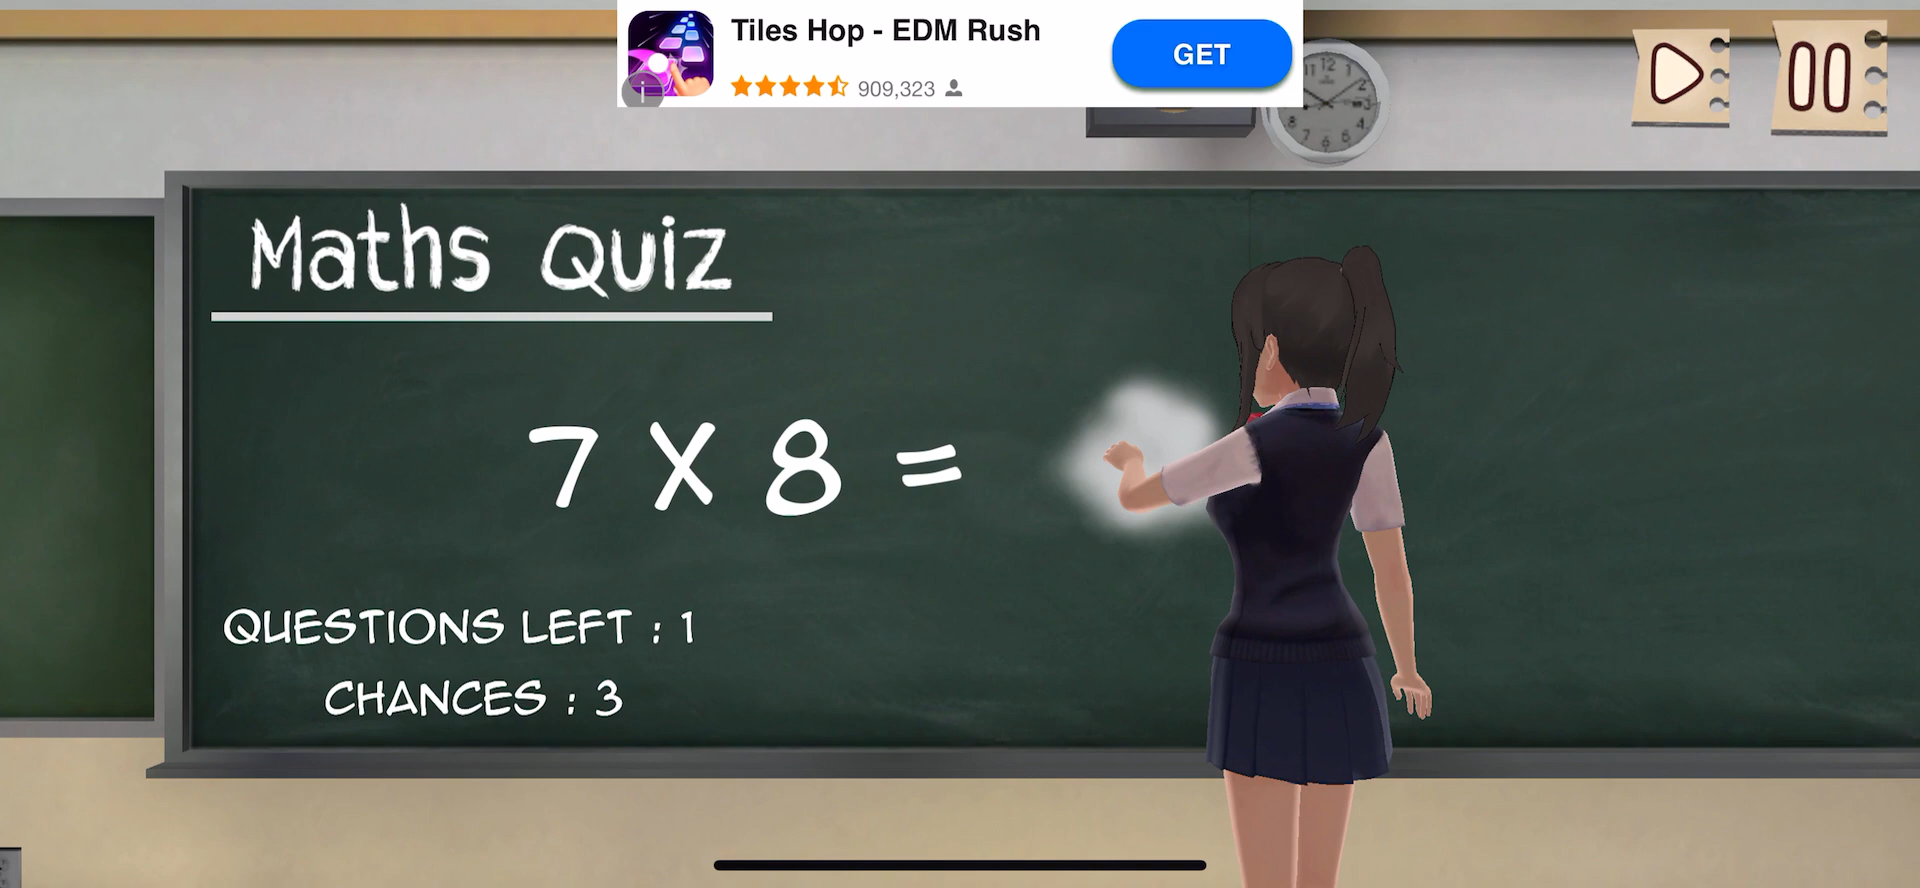 Tiles Hop - EDM Rush
909,323
GET
Maths Quiz
7 X 8 =
QUESTIONS LEFT : 1
CHANCES : 3